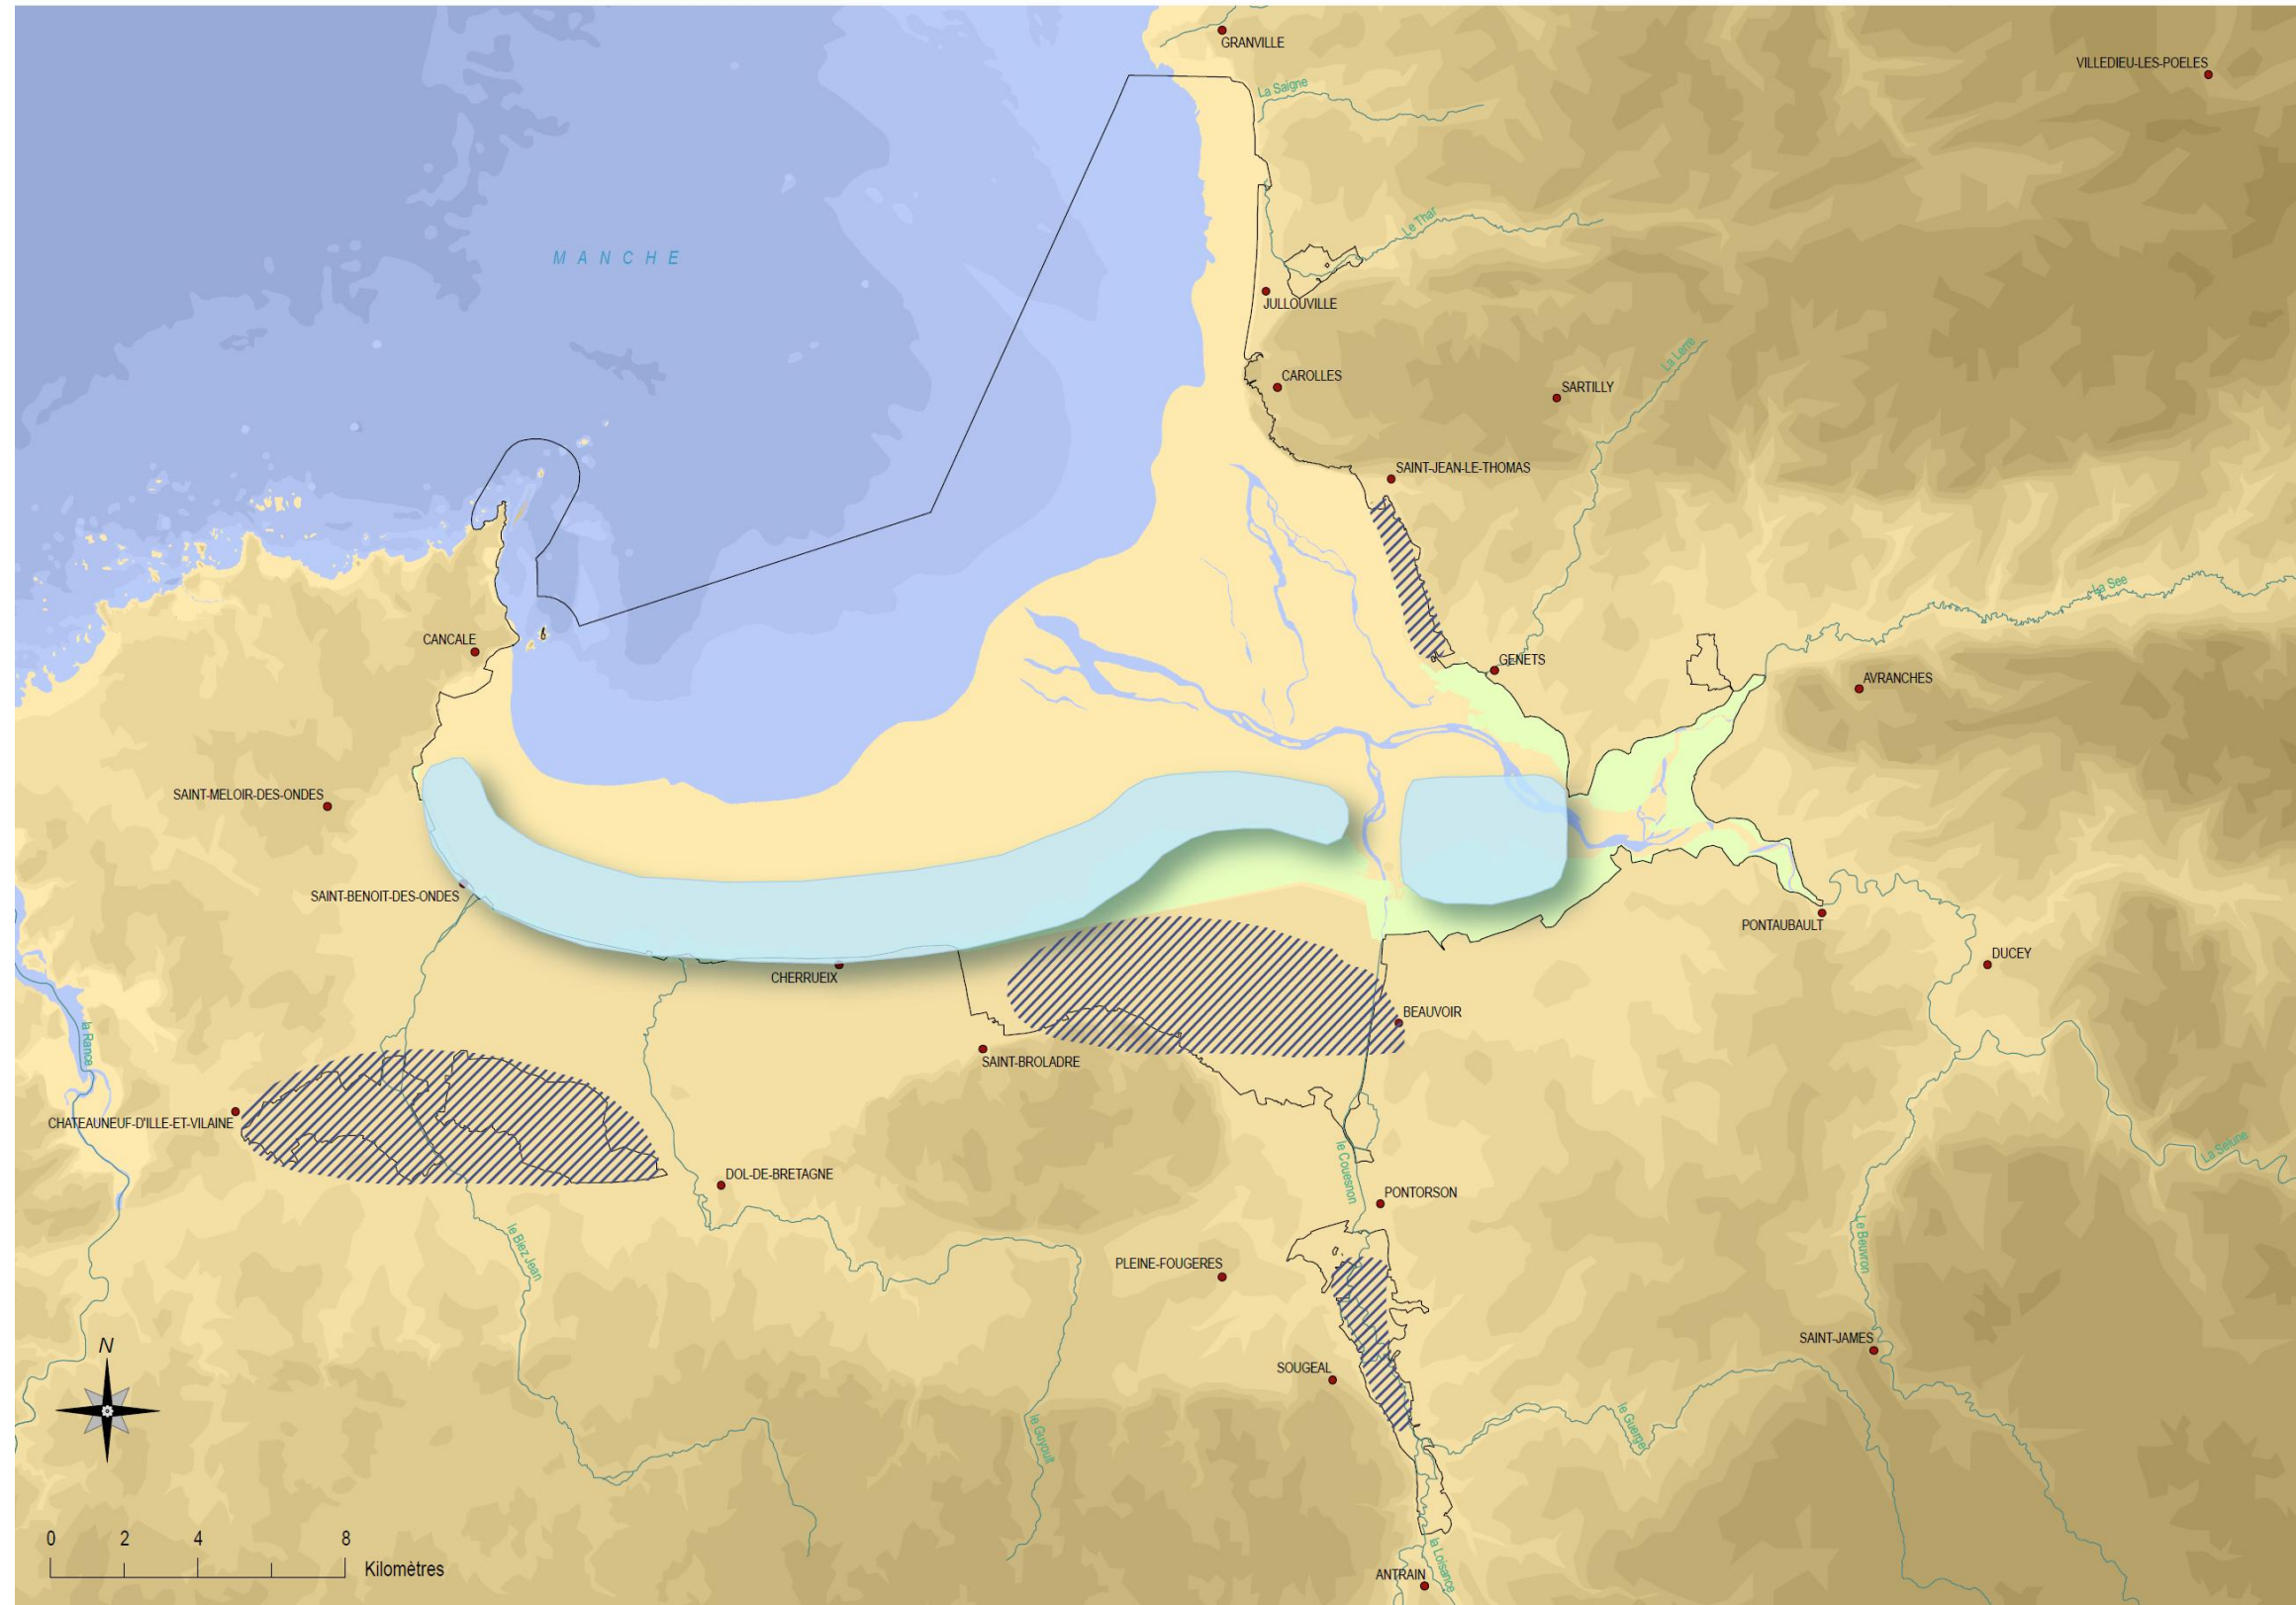 GRANVILLE
VILLEDIEU-LES-POELES
La Saigne
Le Thar
MANCHE
JULLOUVILLE
La Lerre
CAROLLES
SARTILLY
SAINT-JEAN-LE-THOMAS
La See
CANCALE
GENETS
AVRANCHES
SAINT-MELOIR-DES-ONDES
SAINT-BENOIT-DES-ONDES
PONTAUBAULT
DUCEY
CHERRUEIX
BEAUVOIR
la Rance
SAINT-BROLADRE
CHATEAUNEUF-D'ILLE-ET-VILAINE
La Selune
DOL-DE-BRETAGNE
le Couesnon
PONTORSON
le Biez Jean
Le Beuvron
PLEINE-FOUGERES
N
SAINT-JAMES
SOUGEAL
le Guerge
le Guyoult
0 2 4 8
Kilomètres
la Loisance
ANTRAIN